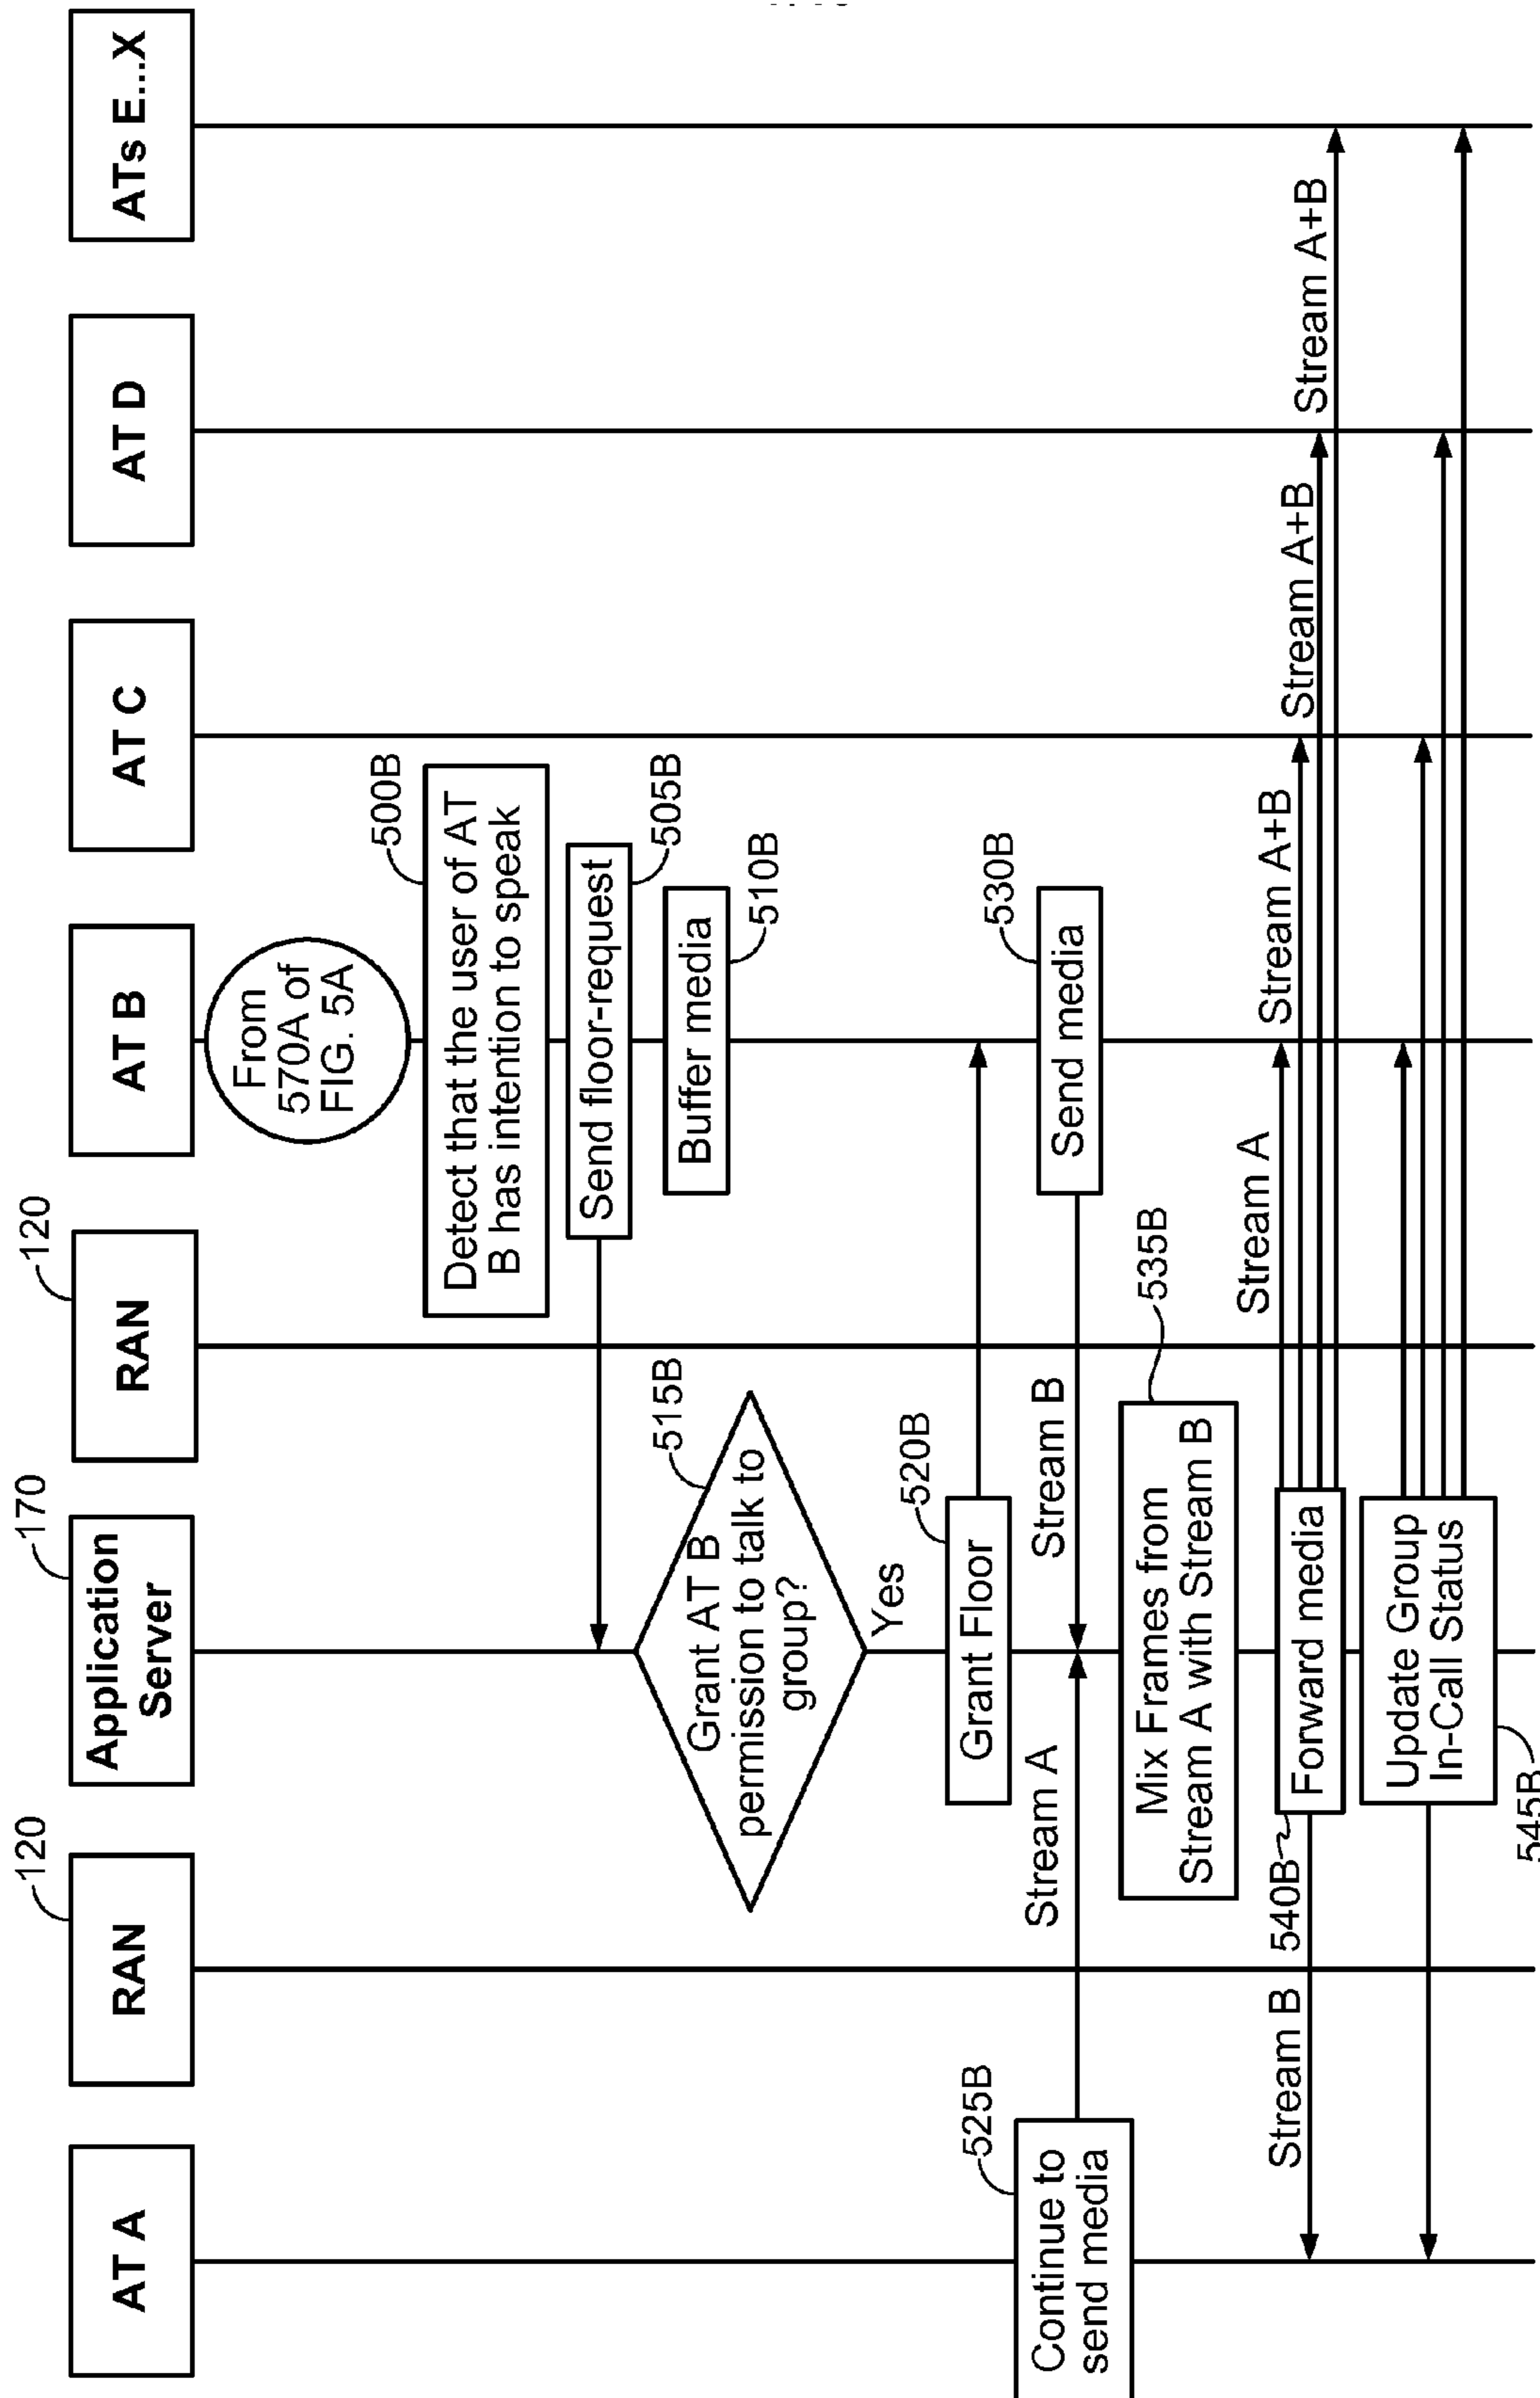 AT A
RAN
120
Application
Server
170
RAN
120
AT B
AT C
AT D
ATs E...X
From
570A of
FIG. 5A
Detect that the user of AT
B has intention to speak
500B
Send floor-request
505B
Buffer media
510B
Grant AT B
permission to talk to
group?
515B
Yes
Grant Floor
520B
Continue to
send media
525B
Stream A
Stream B
Send media
530B
Mix Frames from
Stream A with Stream B
535B
Stream B
540B
Forward media
Stream A
Stream A+B
Stream A+B
Stream A+B
Update Group
In-Call Status
545B